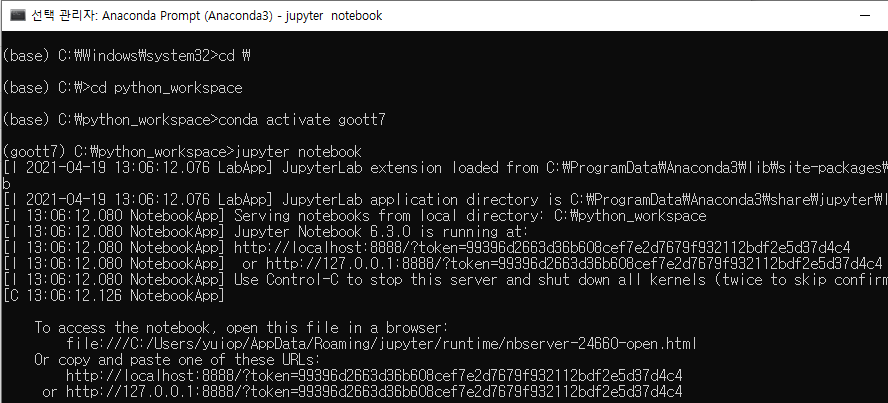 선택 관리자: Anaconda Prompt (Anaconda3) - jupyter notebook
(base) C:₩Windows₩system32>cd ₩
(base) C:₩>cd python_workspace
(base) C:₩python_workspace>conda activate goott7
(goott7) C:₩python_workspace>jupyter notebook
[I 2021-04-19 13:06:12.076 LabApp] JupyterLab extension loaded from C:₩ProgramData₩Anaconda3₩lib₩site-packages₩
b
[I 2021-04-19 13:06:12.076 LabApp] JupyterLab application directory is C:₩ProgramData₩Anaconda3₩share₩jupyter₩l
[I 13:06:12.080 NotebookApp] Serving notebooks from local directory: C:₩python_workspace
[I 13:06:12.080 NotebookApp] Jupyter Notebook 6.3.0 is running at:
[I 13:06:12.080 NotebookApp] http://localhost:8888/?token=99396d2663d36b608cef7e2d7679f932112bdf2e5d37d4c4
[I 13:06:12.080 NotebookApp]  or http://127.0.0.1:8888/?token=99396d2663d36b608cef7e2d7679f932112bdf2e5d37d4c4
[I 13:06:12.080 NotebookApp] Use Control-C to stop this server and shut down all kernels (twice to skip confirm
[C 13:06:12.126 NotebookApp]
To access the notebook, open this file in a browser:
file:///C:/Users/yuiop/AppData/Roaming/jupyter/runtime/nbserver-24660-open.html
Or copy and paste one of these URLs:
http://localhost:8888/?token=99396d2663d36b608cef7e2d7679f932112bdf2e5d37d4c4
or http://127.0.0.1:8888/?token=99396d2663d36b608cef7e2d7679f932112bdf2e5d37d4c4